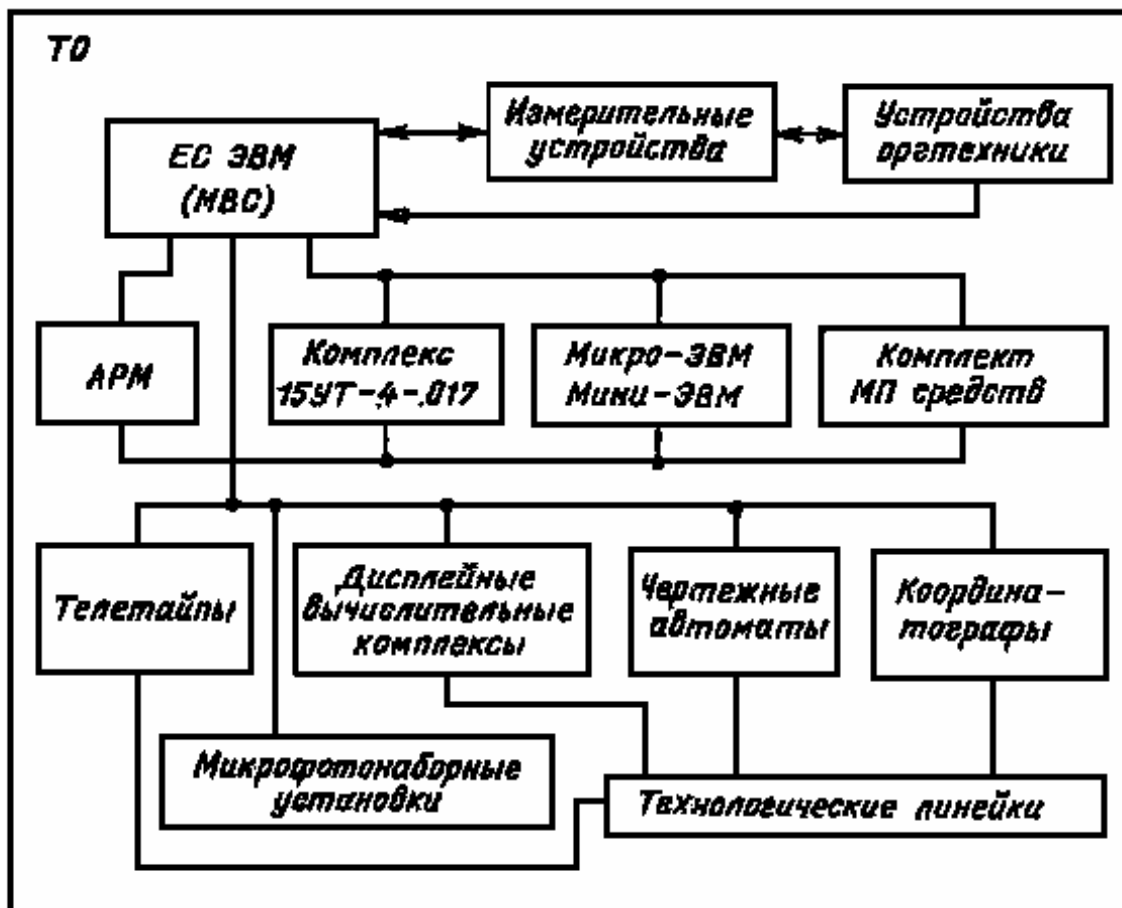 ТО
ЕС ЭВМ
(МВС)
Измерительные
устройства
Устройства
оргтехники
АРМ
Комплекс
15УТ-4-.017
Микро-ЭВМ
Мини-ЭВМ
Комплект
МП средств
Телетайпы
Дисплейные
вычислительные
комплексы
Чертежные
автоматы
Координа-
тографы
Микрофотонаборные
установки
Технологические линейки